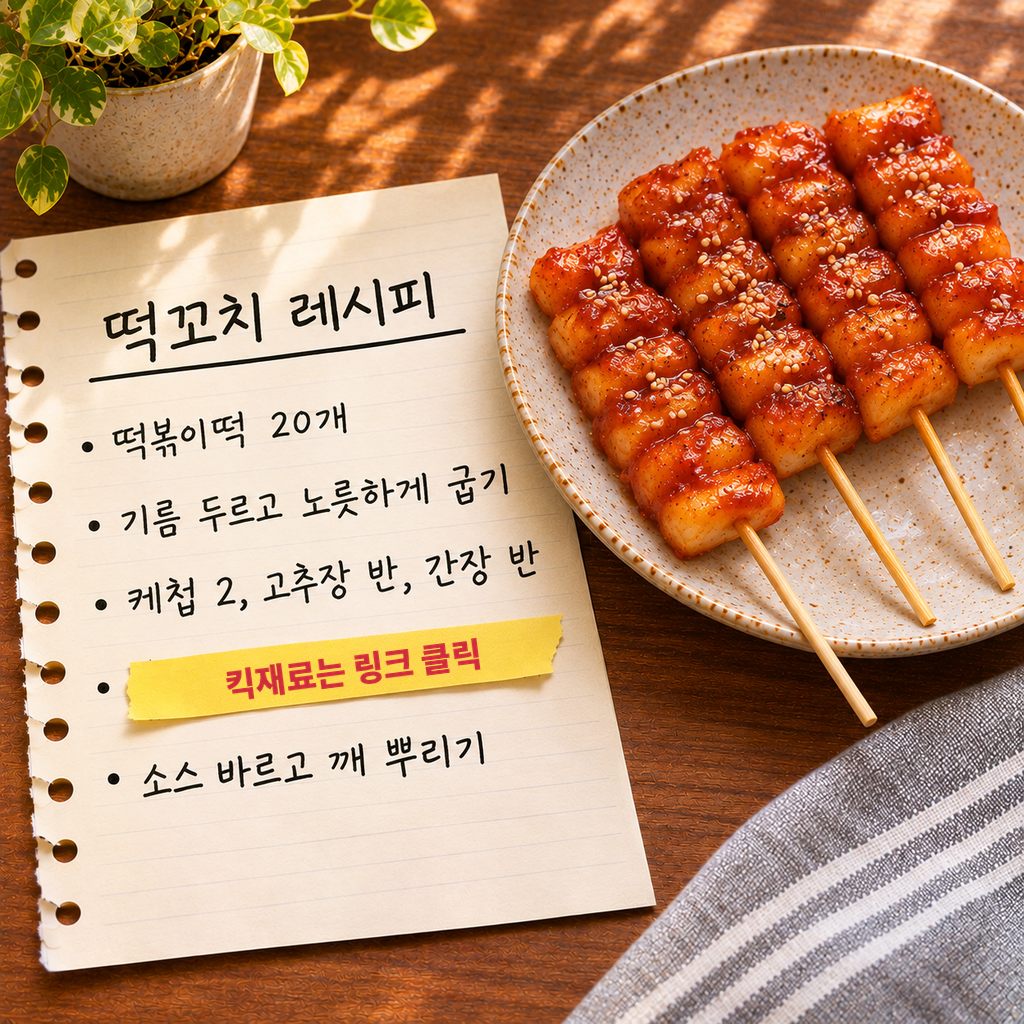 떡꼬치 레시피
• 떡볶이떡 20개
• 기름 두르고 노릇하게 굽기
• 케첩 2, 고추장 반, 간장 반
• 킥재료는 링크 클릭
• 소스 바르고 깨 뿌리기